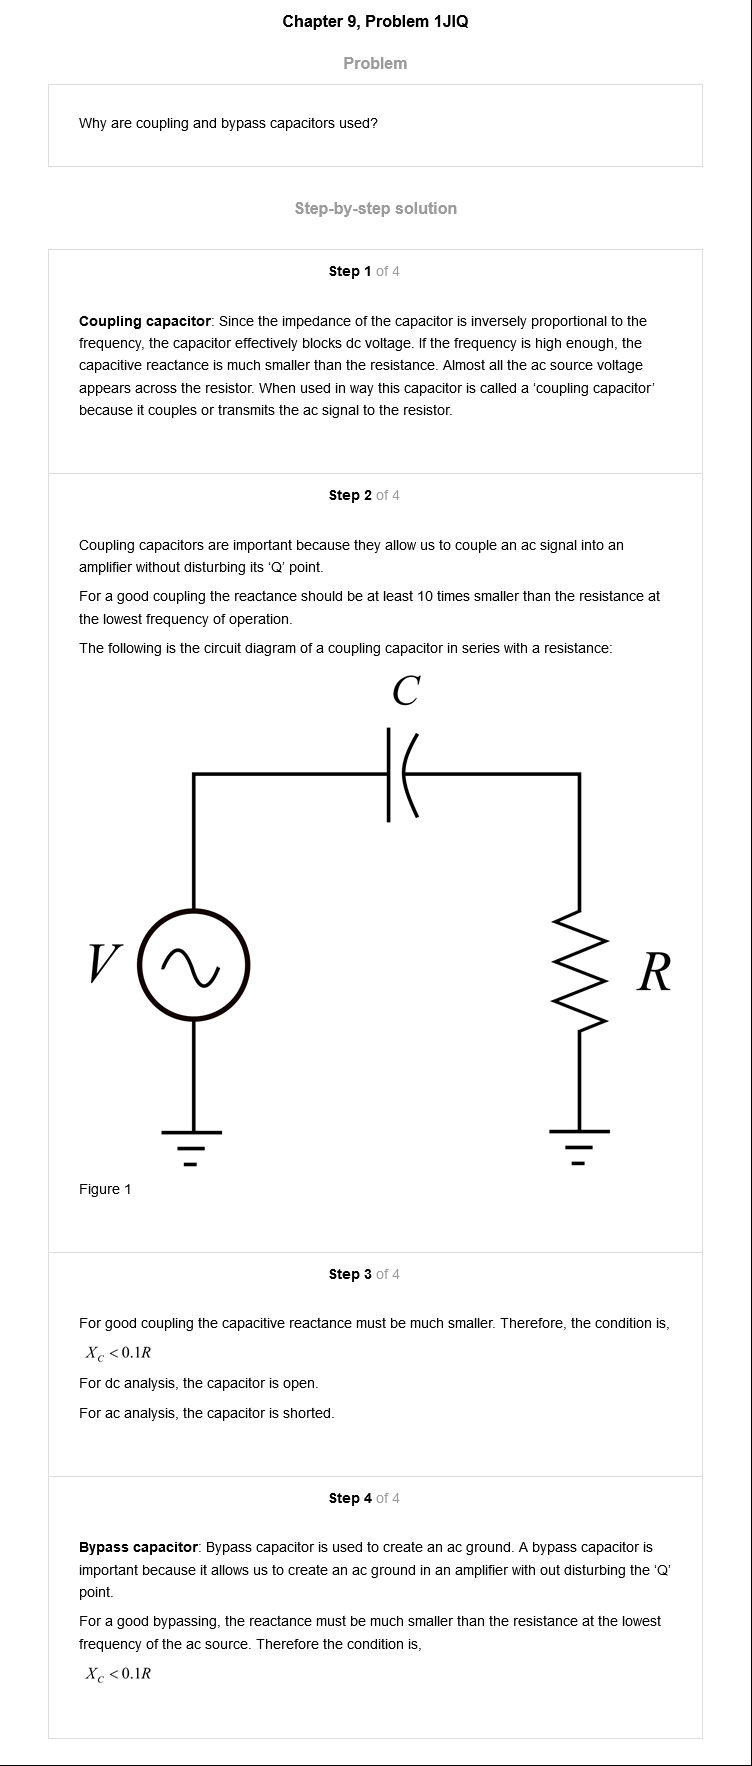 Chapter 9, Problem 1JIQ
Problem
Why are coupling and bypass capacitors used?
Step-by-step solution
Step 1 of 4
Coupling capacitor: Since the impedance of the capacitor is inversely proportional to the
frequency, the capacitor effectively blocks dc voltage. If the frequency is high enough, the
capacitive reactance is much smaller than the resistance. Almost all the ac source voltage
appears across the resistor. When used in way this capacitor is called a ‘coupling capacitor’
because it couples or transmits the ac signal to the resistor.
Step 2 of 4
Coupling capacitors are important because they allow us to couple an ac signal into an
amplifier without disturbing its ‘Q’ point.
For a good coupling the reactance should be at least 10 times smaller than the resistance at
the lowest frequency of operation.
The following is the circuit diagram of a coupling capacitor in series with a resistance:
C
V
R
Figure 1
Step 3 of 4
For good coupling the capacitive reactance must be much smaller. Therefore, the condition is,
X_C < 0.1R
For dc analysis, the capacitor is open.
For ac analysis, the capacitor is shorted.
Step 4 of 4
Bypass capacitor: Bypass capacitor is used to create an ac ground. A bypass capacitor is
important because it allows us to create an ac ground in an amplifier with out disturbing the ‘Q’
point.
For a good bypassing, the reactance must be much smaller than the resistance at the lowest
frequency of the ac source. Therefore the condition is,
X_C < 0.1R